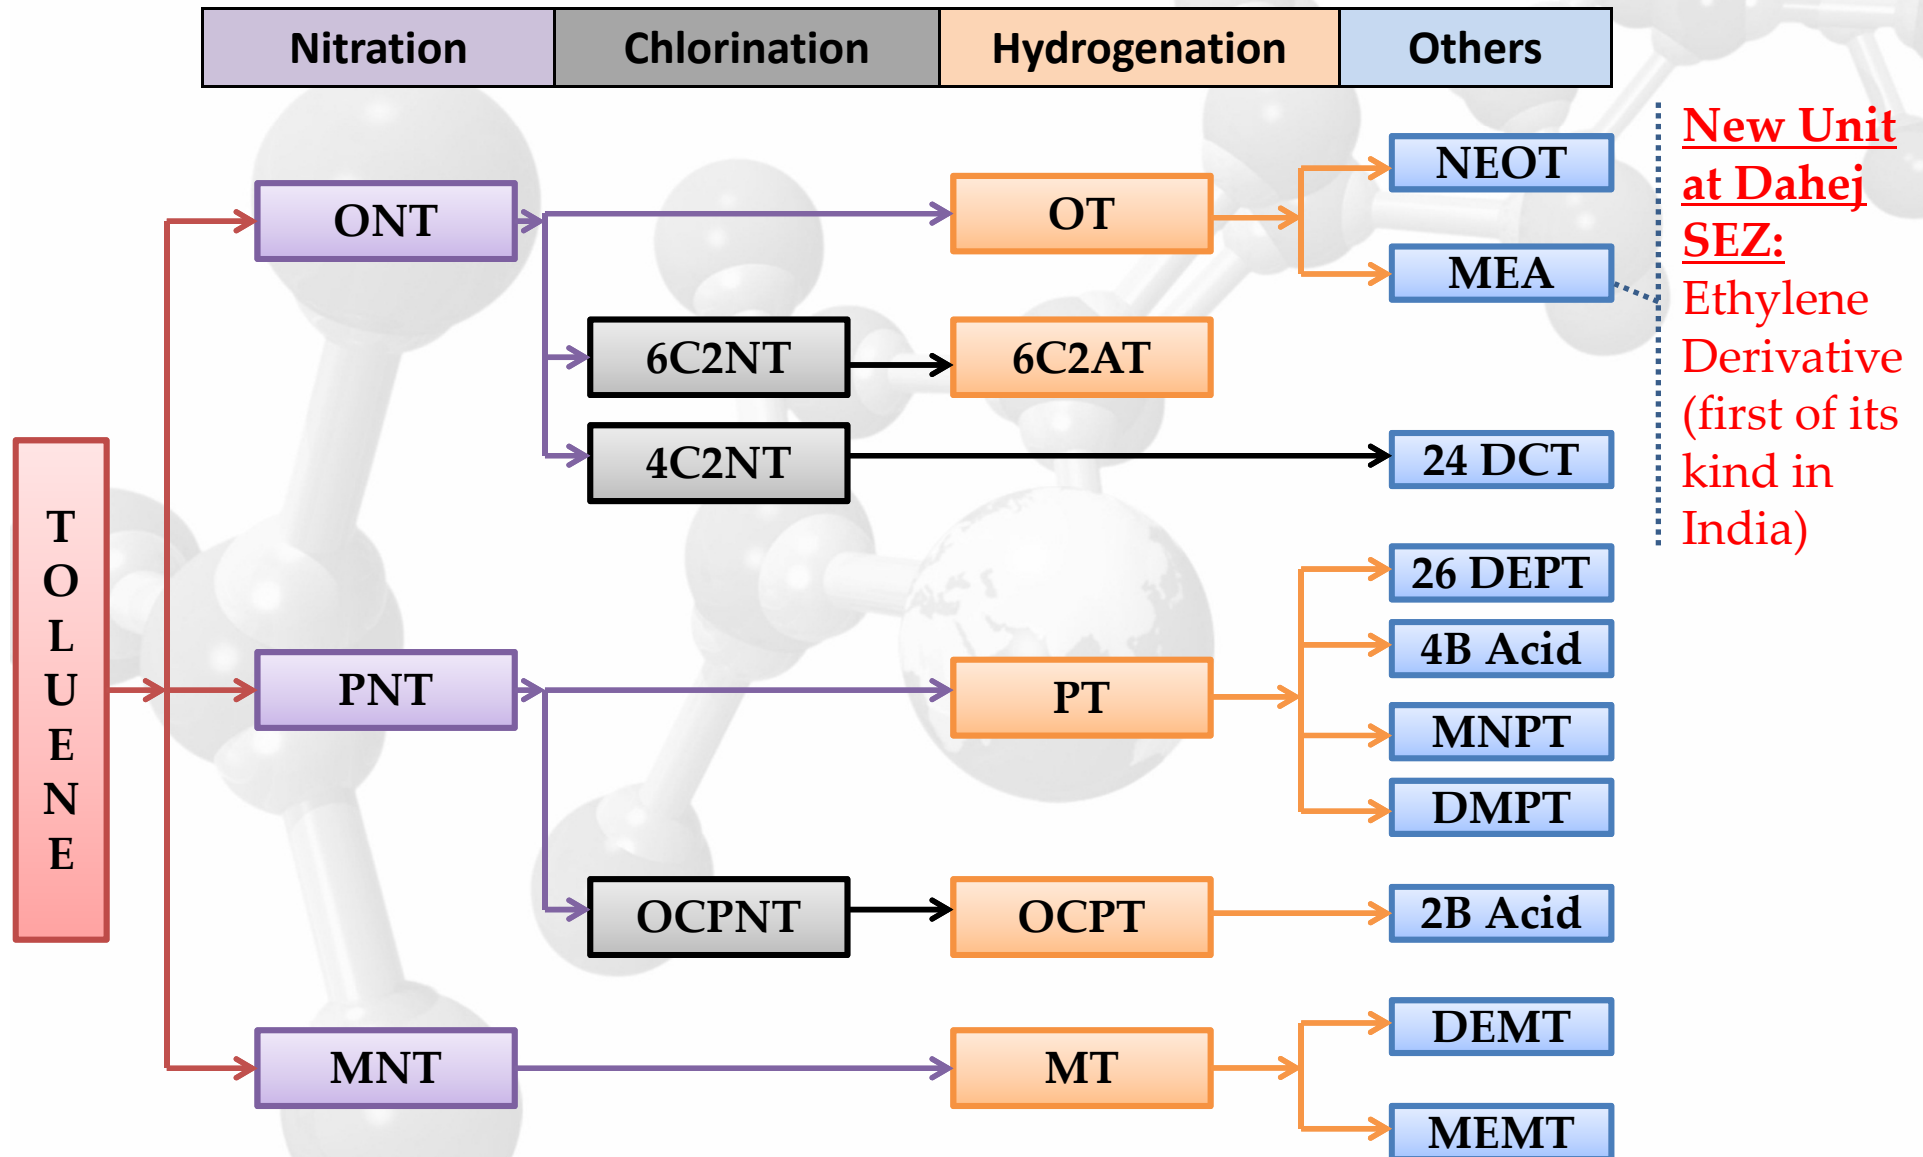 Nitration Chlorination Hydrogenation Others
TOLUENE
ONT
PNT
MNT
6C2NT
4C2NT
OCPNT
OT
6C2AT
PT
OCPT
MT
NEOT
MEA
24 DCT
26 DEPT
4B Acid
MNPT
DMPT
2B Acid
DEMT
MEMT
New Unit
at Dahej
SEZ:
Ethylene
Derivative
(first of its
kind in
India)